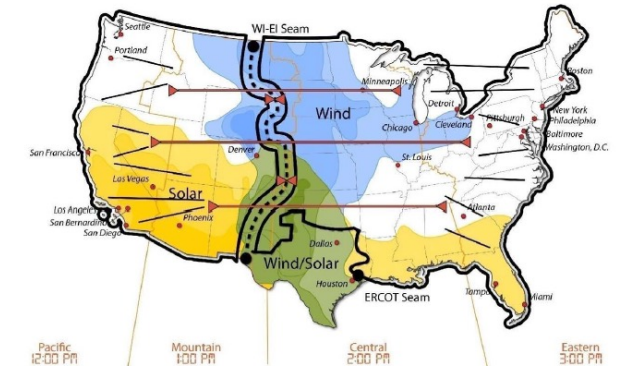 Seattle
WI-EI Seam
Portland
Minneapolis
Boston
Wind
Detroit
New York
Chicago
Cleveland
Pittsburgh
Philadelphia
Baltimore
Washington, D.C.
San Francisco
Denver
St. Louis
Las Vegas
Solar
Los Angeles
Phoenix
Atlanta
San Bernardino
San Diego
Dallas
Wind/Solar
Houston
ERCOT Seam
Tampa
Miami
Pacific
12:00 PM
Mountain
1:00 PM
Central
2:00 PM
Eastern
3:00 PM